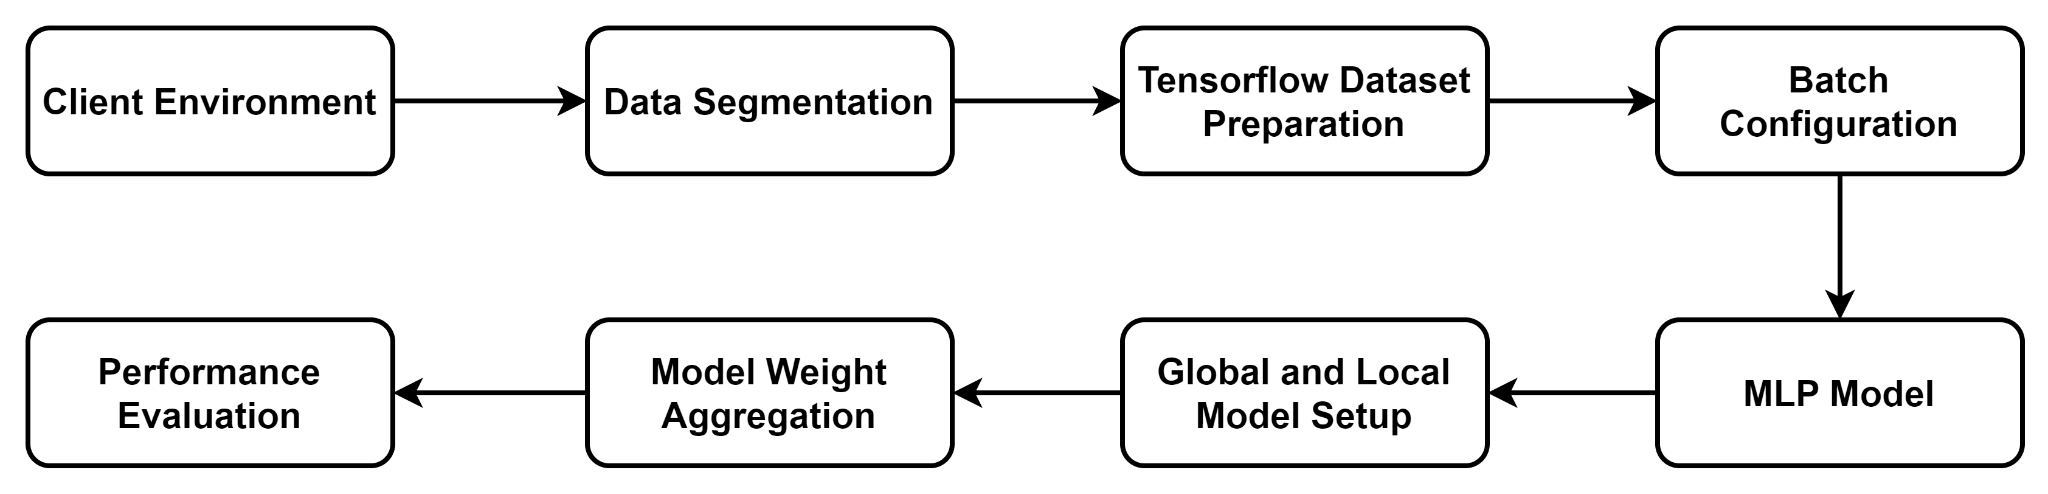 Client Environment
Data Segmentation
Tensorflow Dataset
Preparation
Batch
Configuration
MLP Model
Global and Local
Model Setup
Model Weight
Aggregation
Performance
Evaluation